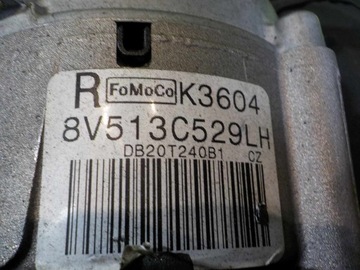 R FoMoCo K3604
8V513C529LH
DB20T240B1 CZ